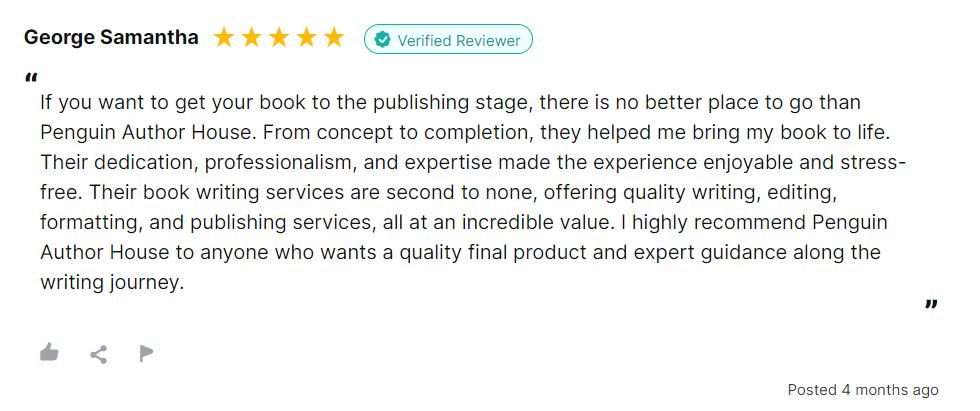 George Samantha Verified Reviewer
“
If you want to get your book to the publishing stage, there is no better place to go than
Penguin Author House. From concept to completion, they helped me bring my book to life.
Their dedication, professionalism, and expertise made the experience enjoyable and stress-
free. Their book writing services are second to none, offering quality writing, editing,
formatting, and publishing services, all at an incredible value. I highly recommend Penguin
Author House to anyone who wants a quality final product and expert guidance along the
writing journey.
”
Posted 4 months ago